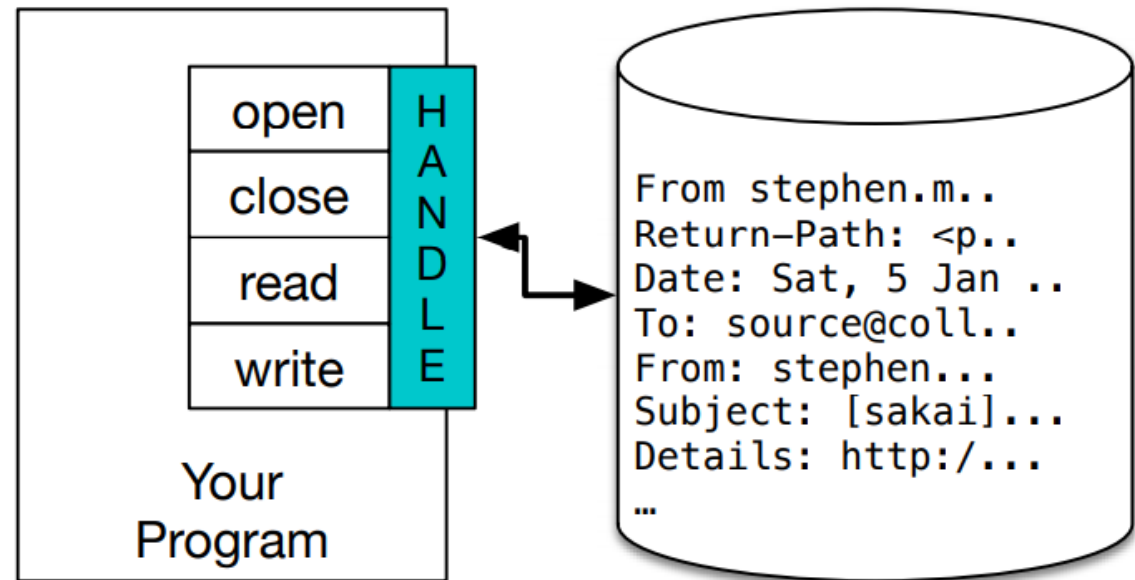 open
close
read
write
H
A
N
D
L
E
Your
Program
From stephen.m..
Return-Path: <p..
Date: Sat, 5 Jan ..
To: source@coll..
From: stephen...
Subject: [sakai]...
Details: http:/...
…